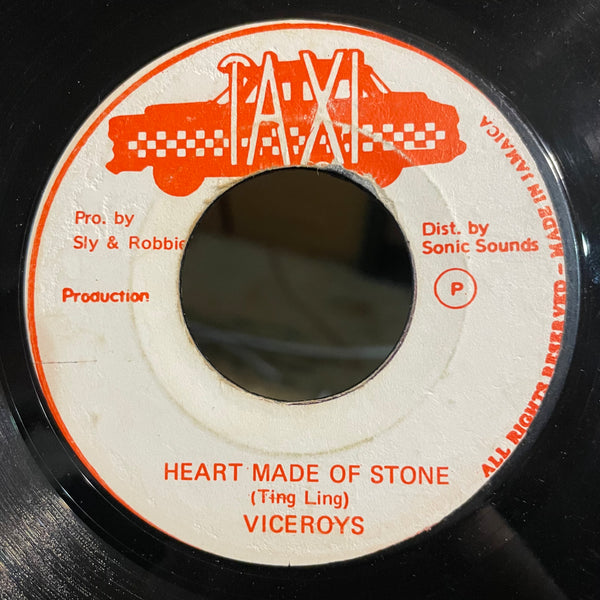 TAXI
Pro. by
Sly & Robbie
Production
Dist. by
Sonic Sounds
P
ALL RIGHTS RESERVED - MADE IN JAMAICA
HEART MADE OF STONE
(Ting Ling)
VICEROYS